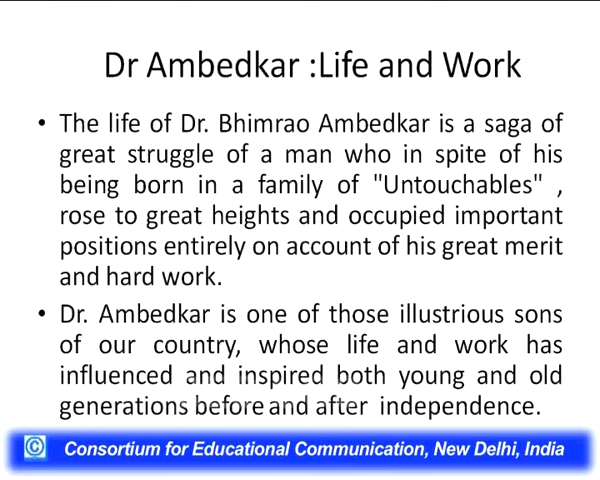 Dr Ambedkar :Life and Work
• The life of Dr. Bhimrao Ambedkar is a saga of
great struggle of a man who in spite of his
being born in a family of "Untouchables" ,
rose to great heights and occupied important
positions entirely on account of his great merit
and hard work.
• Dr. Ambedkar is one of those illustrious sons
of our country, whose life and work has
influenced and inspired both young and old
generations before and after independence.
© Consortium for Educational Communication, New Delhi, India